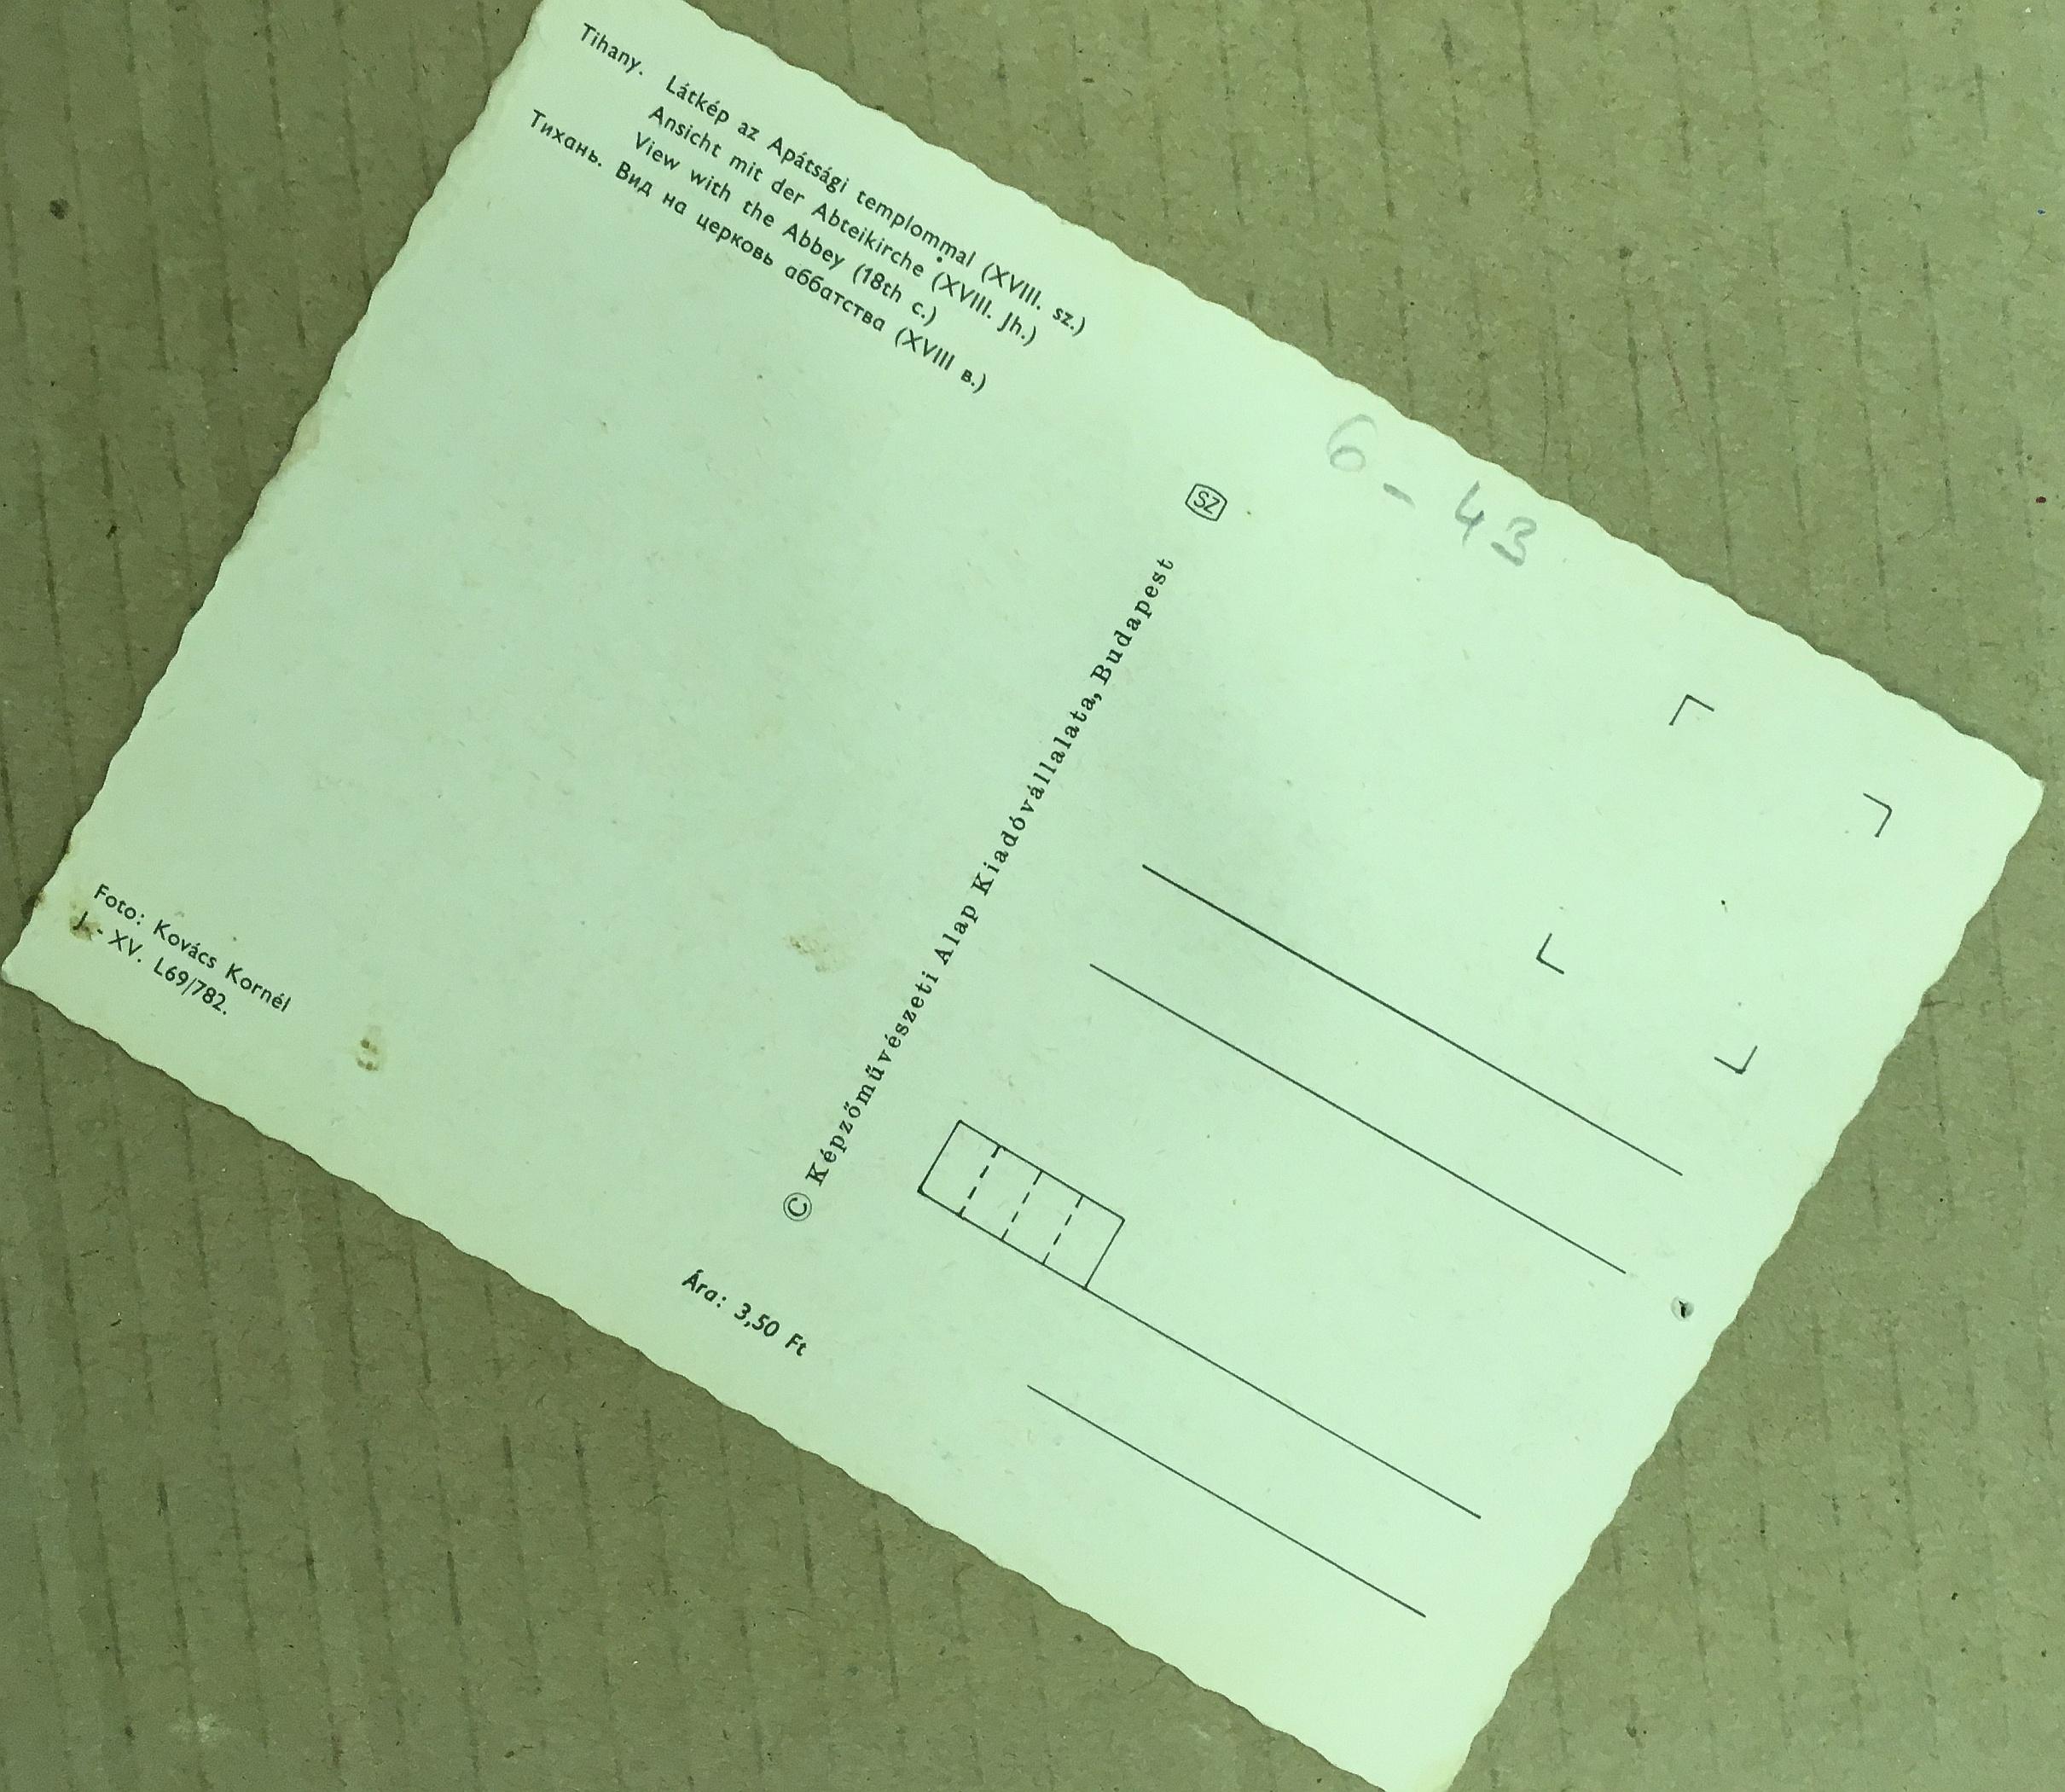 Tihany. Látkép az Apátsági templommal (XVIII. sz.)
Ansicht mit der Abteikirche (XVIII. Jh.)
View with the Abbey (18th c.)
Тихань. Вид на церковь аббатства (XVIII в.)
6 - 43
SZ
© Képzőművészeti Alap Kiadóvállalata, Budapest
Foto: Kovács Kornél
J. - XV. L69/782.
Ára: 3,50 Ft